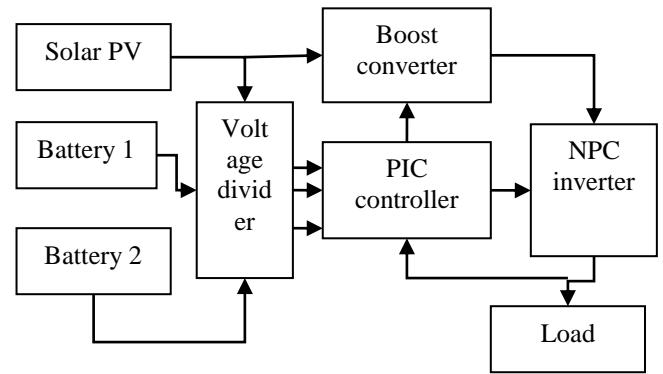 Solar PV
Boost
converter
Battery 1
Volt
age
divid
er
PIC
controller
NPC
inverter
Battery 2
Load